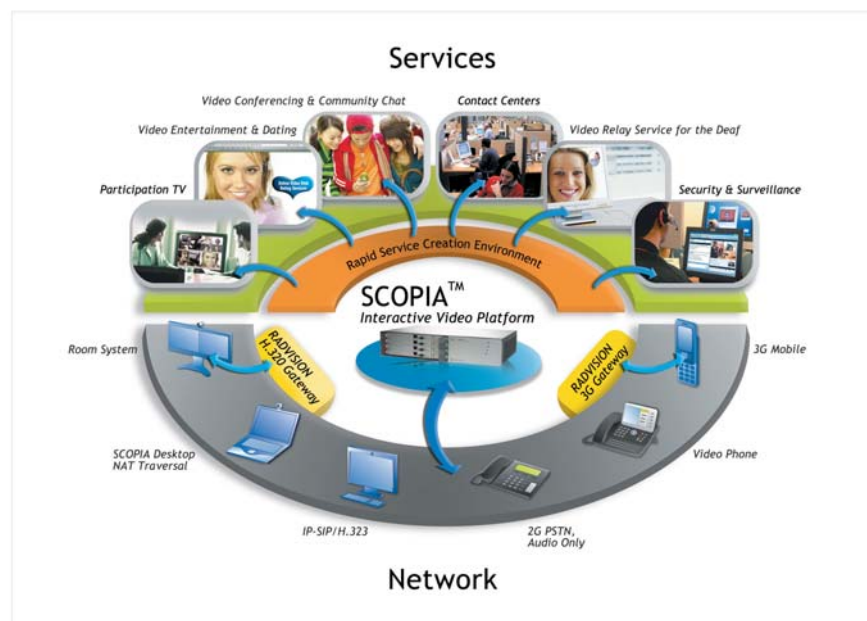 Services
Video Conferencing & Community Chat
Contact Centers
Video Entertainment & Dating
Video Relay Service for the Deaf
Participation TV
Security & Surveillance
Rapid Service Creation Environment
SCOPIA™
Interactive Video Platform
Room System
RADVISION
H.320 Gateway
RADVISION
3G Gateway
3G Mobile
SCOPIA Desktop
NAT Traversal
Video Phone
IP-SIP/H.323
2G PSTN,
Audio Only
Network